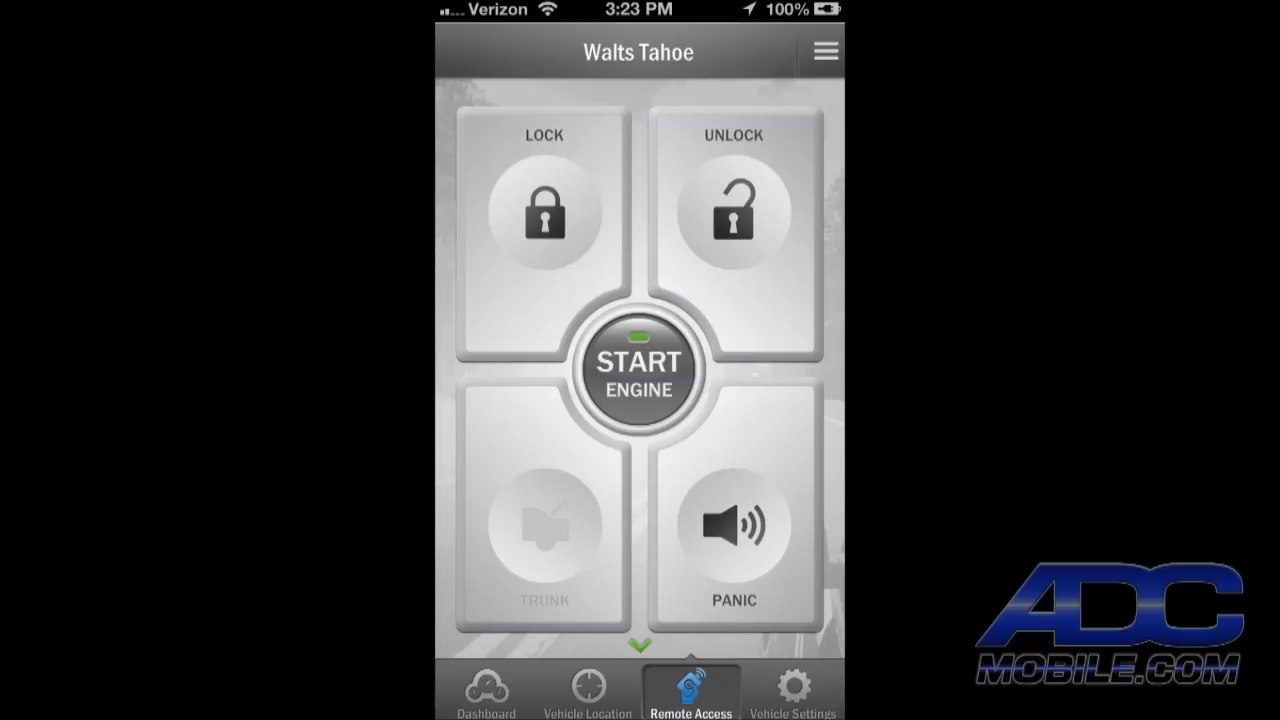 Verizon 3:23 PM 100%
Walts Tahoe
LOCK
UNLOCK
START
ENGINE
TRUNK
PANIC
Dashboard
Vehicle Location
Remote Access
Vehicle Settings
ADC
MOBILE.COM